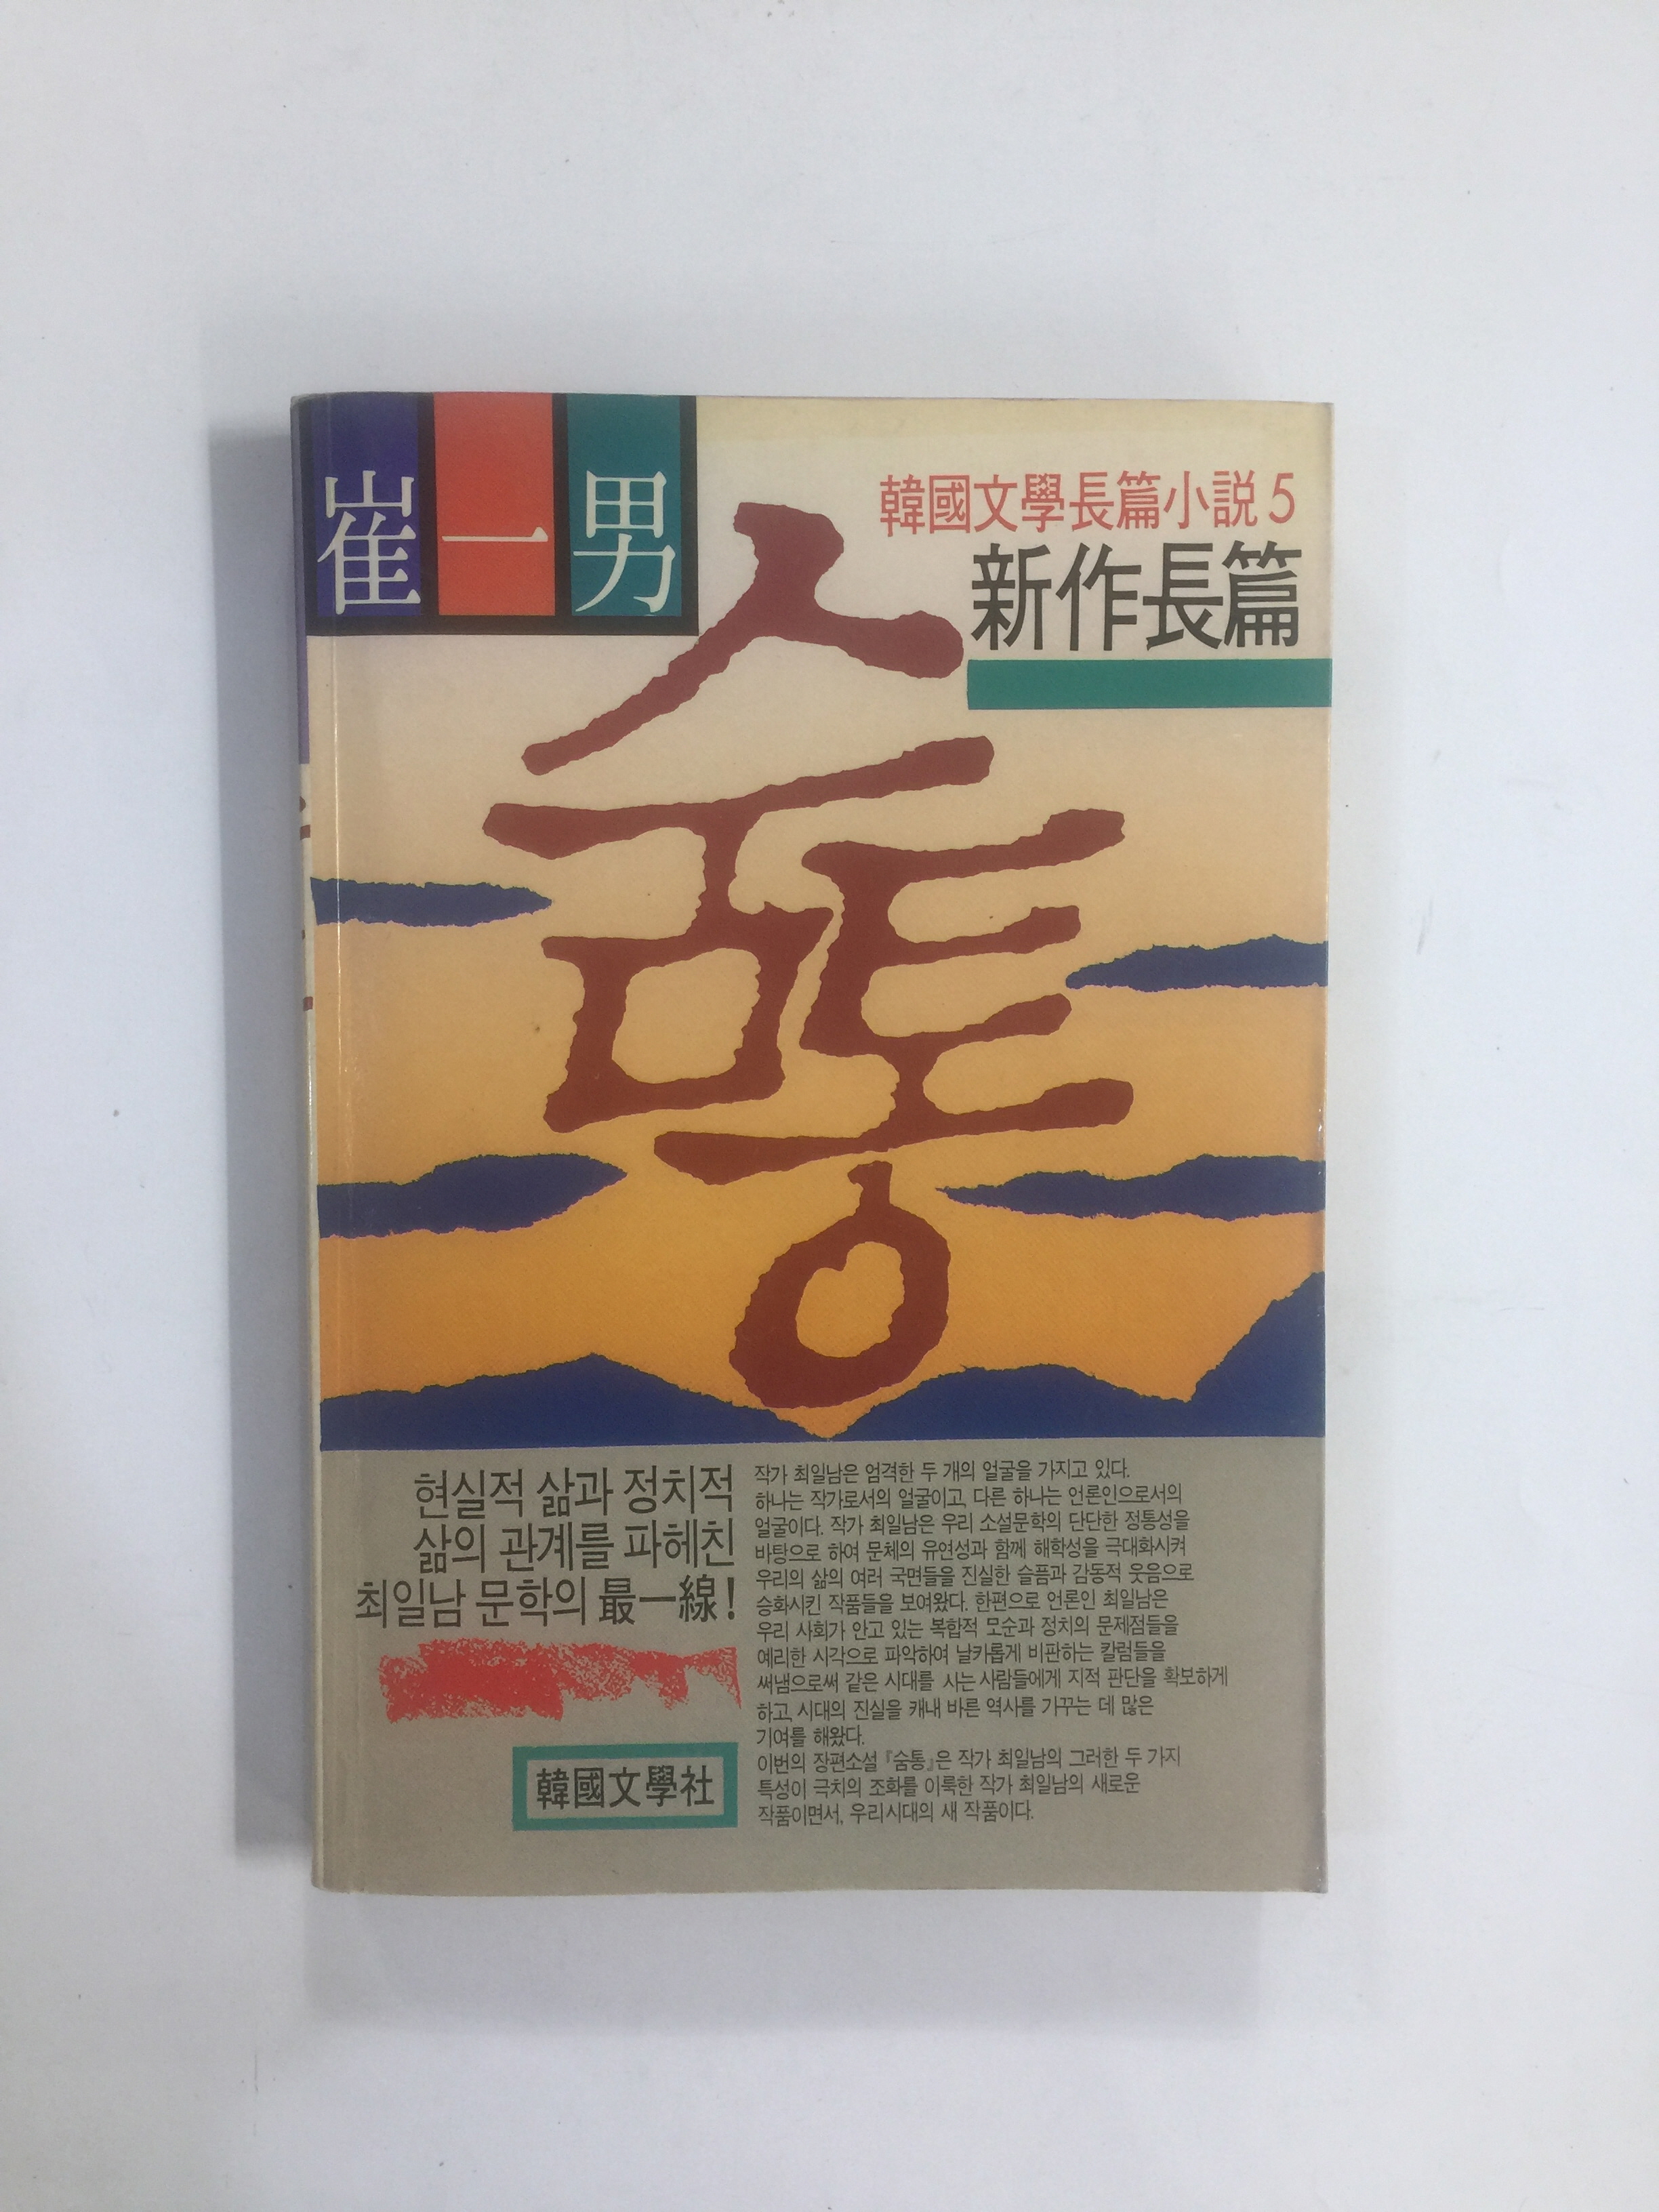 崔一男
韓國文學長篇小説 5
新作長篇
숨통
현실적 삶과 정치적
삶의 관계를 파헤친
최일남 문학의 最一線!
韓國文學社
작가 최일남은 엄격한 두 개의 얼굴을 가지고 있다.
하나는 작가로서의 얼굴이고, 다른 하나는 언론인으로서의
얼굴이다. 작가 최일남은 우리 소설문학의 단단한 정통성을
바탕으로 하여 문체의 유연성과 함께 해학성을 극대화시켜
우리의 삶의 여러 국면들을 진실한 슬픔과 감동적 웃음으로
승화시킨 작품들을 보여왔다. 한편으로 언론인 최일남은
우리 사회가 안고 있는 복합적 모순과 정치의 문제점들을
예리한 시각으로 파악하여 날카롭게 비판하는 칼럼들을
써냄으로써 같은 시대를 사는 사람들에게 지적 판단을 확보하게
하고, 시대의 진실을 캐내 바른 역사를 가꾸는 데 많은
기여를 해왔다.
이번의 장편소설 『숨통』은 작가 최일남의 그러한 두 가지
특성이 극치의 조화를 이룩한 작가 최일남의 새로운
작품이면서, 우리시대의 새 작품이다.